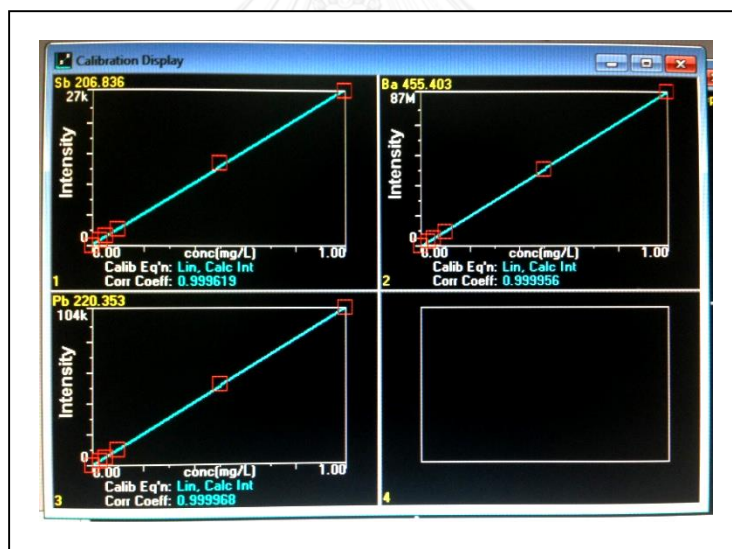 Calibration Display
Sb 206.836
27k
Intensity
0
0.00 conc(mg/L) 1.00
Calib Eq'n: Lin, Calc Int
1 Corr Coeff: 0.999619
Ba 455.403
87M
Intensity
0
0.00 conc(mg/L) 1.00
Calib Eq'n: Lin, Calc Int
2 Corr Coeff: 0.999956
Pb 220.353
104k
Intensity
0
0.00 conc(mg/L) 1.00
Calib Eq'n: Lin, Calc Int
3 Corr Coeff: 0.999968
4